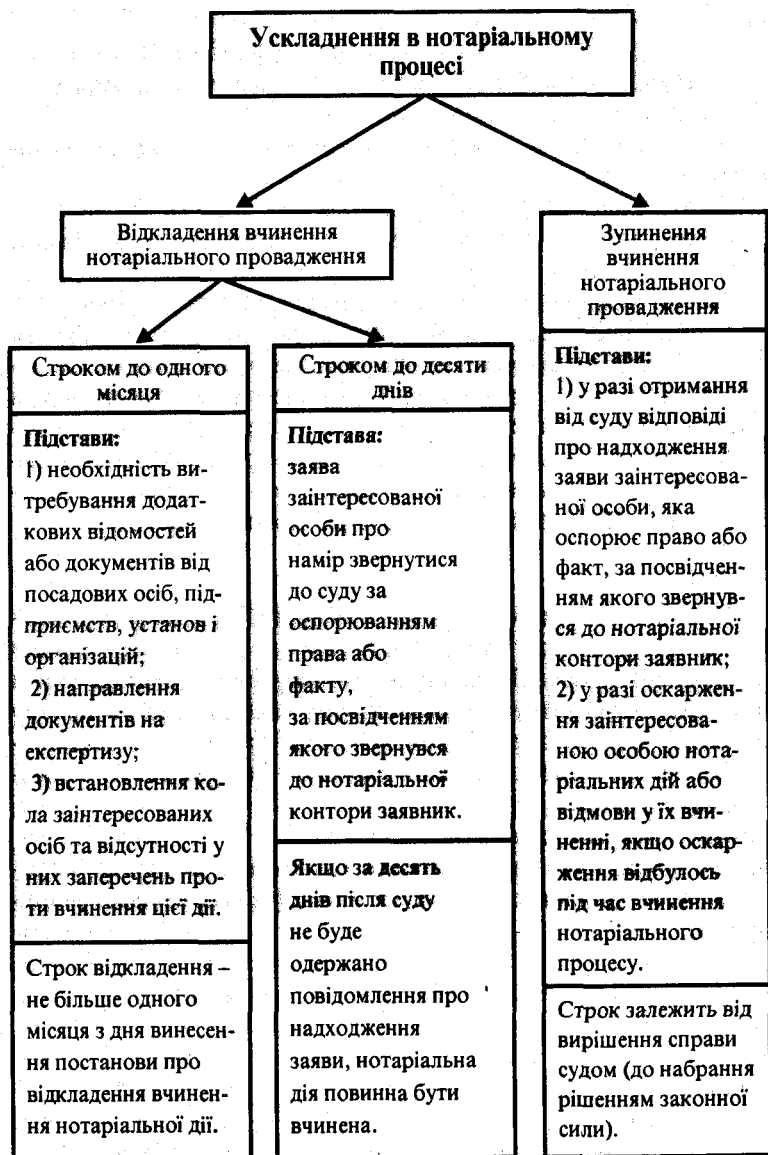 Ускладнення в нотаріальному
процесі
Відкладення вчинення
нотаріального провадження
Зупинення
вчинення
нотаріального
провадження
Строком до одного
місяця
Підстави:
1) необхідність ви-
требування додат-
кових відомостей
або документів від
посадових осіб, під-
приємств, установ і
організацій;
2) направлення
документів на
експертизу;
3) встановлення ко-
ла заінтересованих
осіб та відсутності у
них заперечень про-
ти вчинення цієї дії.
Строк відкладення –
не більше одного
місяця з дня винесен-
ня постанови про
відкладення вчинен-
ня нотаріальної дії.
Строком до десяти
днів
Підстава:
заява
заінтересованої
особи про
намір звернутися
до суду за
оспорюванням
права або
факту,
за посвідченням
якого звернувся
до нотаріальної
контори заявник.
Якщо за десять
днів після суду
не буде
одержано
повідомлення про
надходження
заяви, нотаріальна
дія повинна бути
вчинена.
Підстави:
1) у разі отримання
від суду відповіді
про надходження
заяви заінтересова-
ної особи, яка
оспорює право або
факт, за посвідчен-
ням якого звернув-
ся до нотаріальної
контори заявник;
2) у разі оскаржен-
ня заінтересова-
ною особою нота-
ріальних дій або
відмови у їх вчи-
ненні, якщо оскар-
ження відбулось
під час вчинення
нотаріального
процесу.
Строк залежить від
вирішення справи
судом (до набрання
рішенням законної
сили).